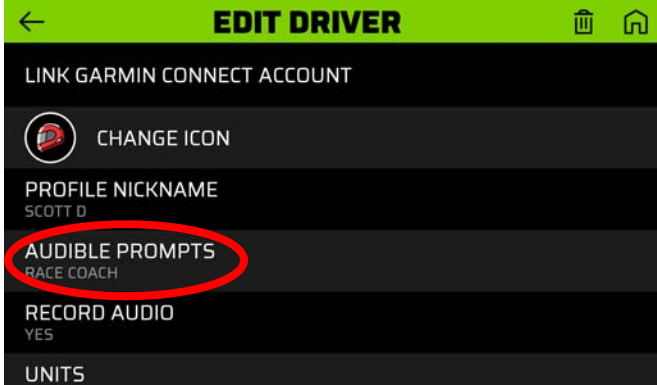 EDIT DRIVER
LINK GARMIN CONNECT ACCOUNT
CHANGE ICON
PROFILE NICKNAME
SCOTT D
AUDIBLE PROMPTS
RACE COACH
RECORD AUDIO
YES
UNITS